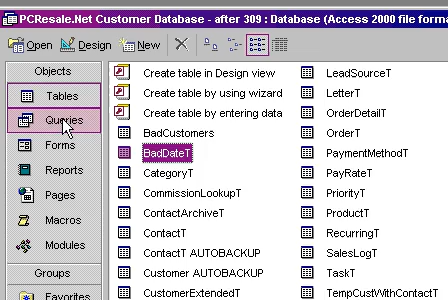 PCResale.Net Customer Database - after 309 : Database (Access 2000 file forma
Open Design New
Objects
Tables
Queries
Forms
Reports
Pages
Macros
Modules
Groups
Favorites
Create table in Design view
Create table by using wizard
Create table by entering data
BadCustomers
BadDateT
CategoryT
CommissionLookupT
ContactArchiveT
ContactT
ContactT AUTOBACKUP
Customer AUTOBACKUP
CustomerExtendedT
LeadSourceT
LetterT
OrderDetailT
OrderT
PaymentMethodT
PayRateT
PriorityT
ProductT
RecurringT
SalesLogT
TaskT
TempCustWithContactT